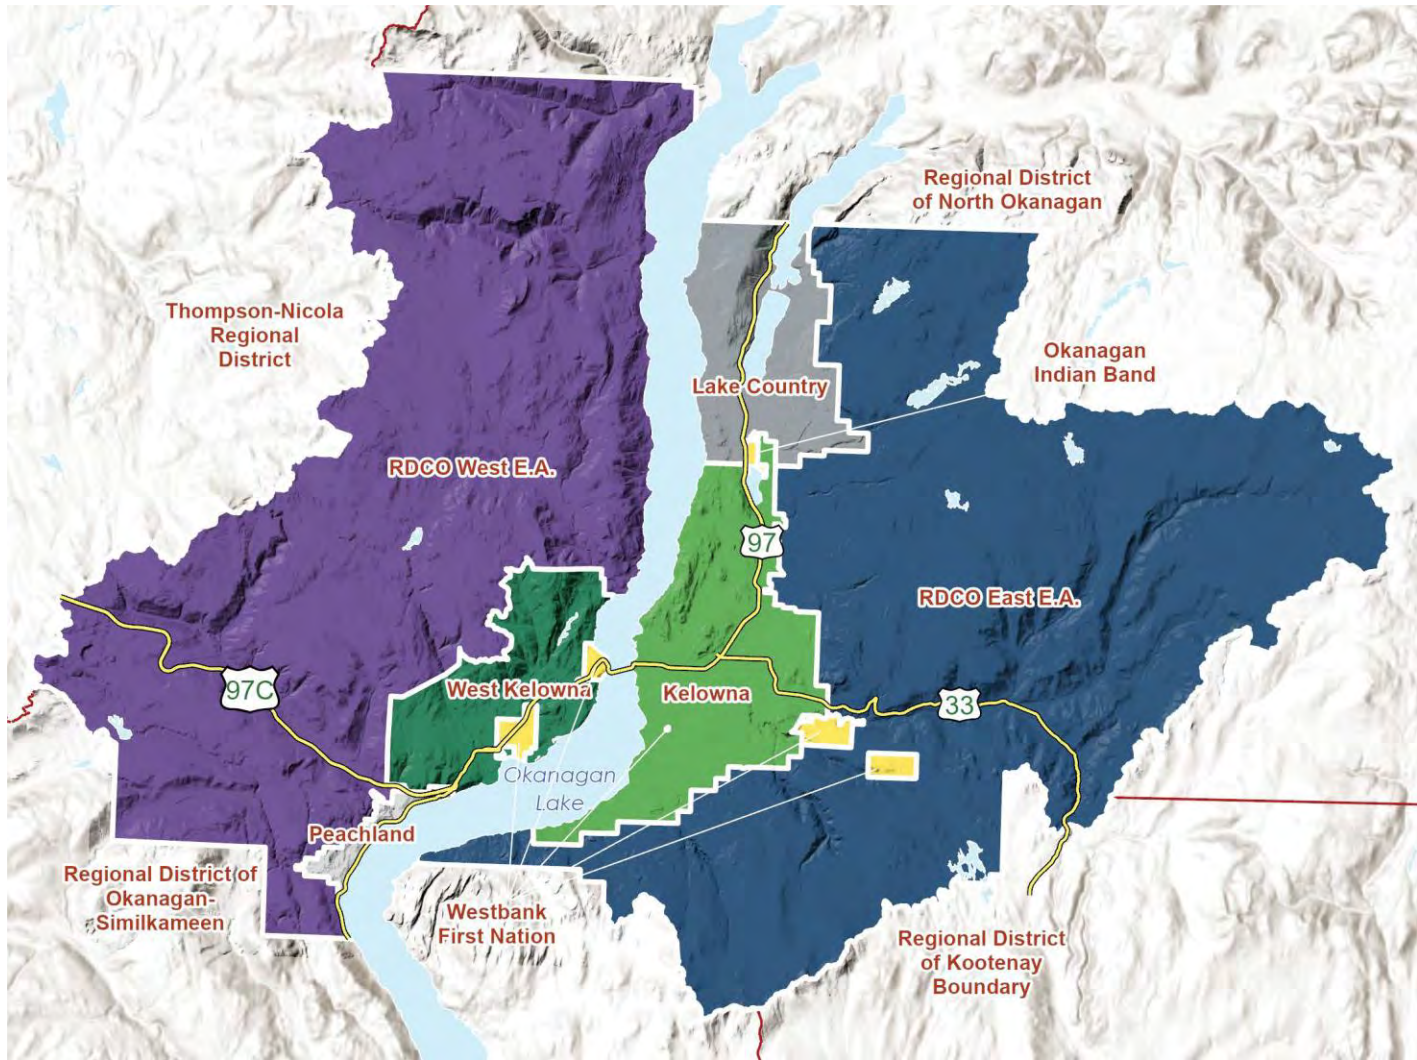 Regional District
of North Okanagan
Thompson-Nicola
Regional
District
Okanagan
Indian Band
Lake Country
RDCO West E.A.
97
RDCO East E.A.
97C
West Kelowna
Kelowna
33
Okanagan
Lake
Peachland
Regional District of
Okanagan-
Similkameen
Westbank
First Nation
Regional District
of Kootenay
Boundary